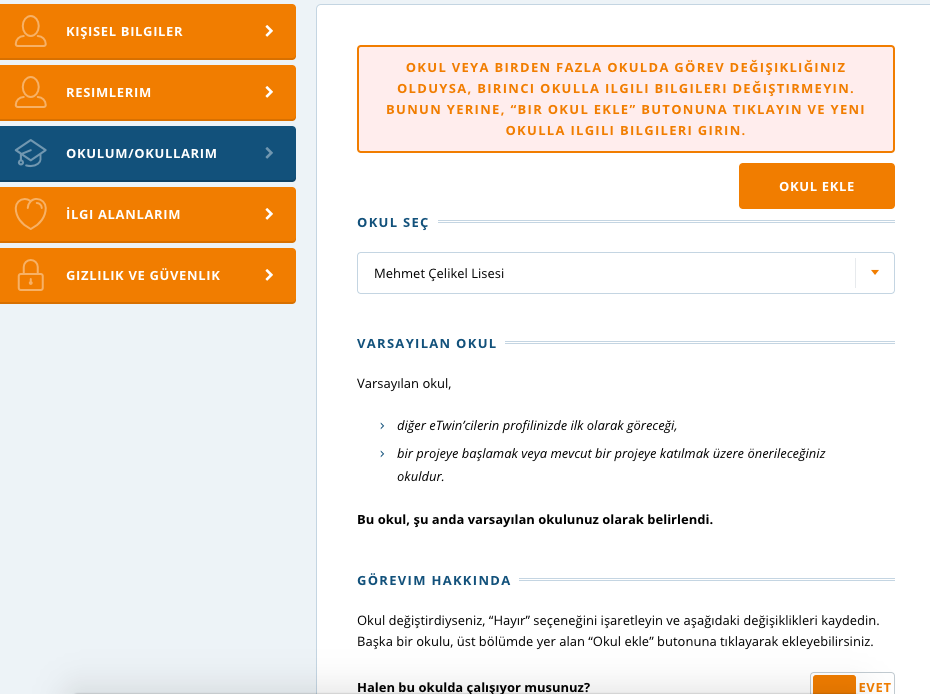 KIŞISEL BILGILER
RESIMLERIM
OKULUM/OKULLARIM
İLGI ALANLARIM
GIZLILIK VE GÜVENLIK
OKUL VEYA BIRDEN FAZLA OKULDA GÖREV DEĞIŞIKLIĞINIZ
OLDUYSA, BIRINCI OKULLA ILGILI BILGILERI DEĞIŞTIRMEYIN.
BUNUN YERINE, “BIR OKUL EKLE” BUTONUNA TIKLAYIN VE YENI
OKULLA ILGILI BILGILERI GIRIN.
OKUL EKLE
OKUL SEÇ
Mehmet Çelikel Lisesi
VARSAYILAN OKUL
Varsayılan okul,
diğer eTwin’cilerin profilinizde ilk olarak göreceği,
bir projeye başlamak veya mevcut bir projeye katılmak üzere önerileceğiniz
okuldur.
Bu okul, şu anda varsayılan okulunuz olarak belirlendi.
GÖREVIM HAKKINDA
Okul değiştirdiyseniz, “Hayır” seçeneğini işaretleyin ve aşağıdaki değişiklikleri kaydedin.
Başka bir okulu, üst bölümde yer alan “Okul ekle” butonuna tıklayarak ekleyebilirsiniz.
Halen bu okulda çalışıyor musunuz?
EVET